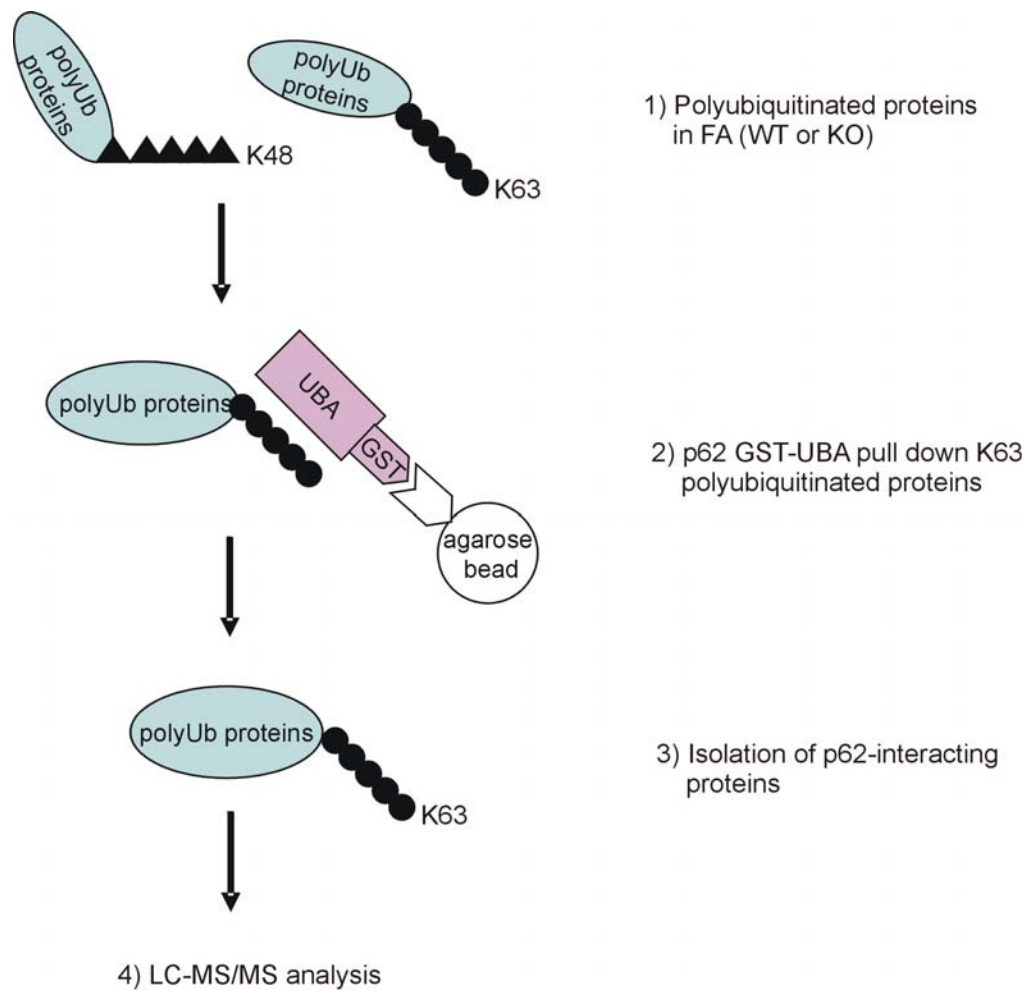 polyUb
proteins
K48
polyUb
proteins
K63
1) Polyubiquitinated proteins
in FA (WT or KO)
polyUb proteins
UBA
GST
agarose
bead
2) p62 GST-UBA pull down K63
polyubiquitinated proteins
polyUb proteins
K63
3) Isolation of p62-interacting
proteins
4) LC-MS/MS analysis